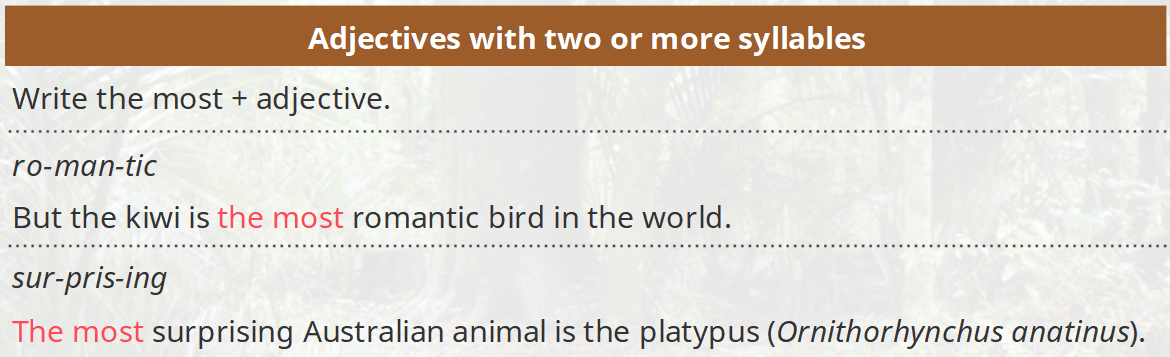 Adjectives with two or more syllables
Write the most + adjective.
ro-man-tic
But the kiwi is the most romantic bird in the world.
sur-pris-ing
The most surprising Australian animal is the platypus (Ornithorhynchus anatinus).